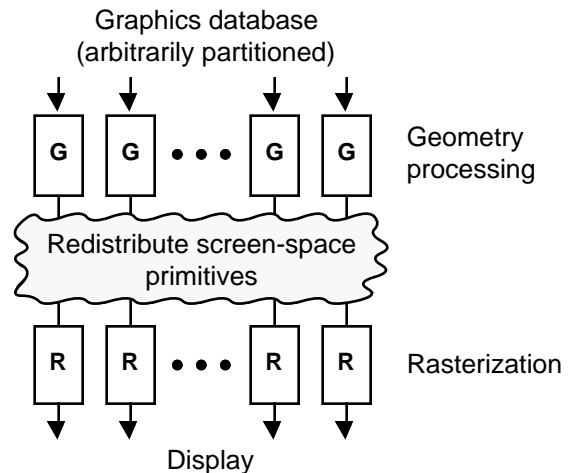 Graphics database
(arbitrarily partitioned)
G G G G
Geometry
processing
Redistribute screen-space
primitives
R R R R
Rasterization
Display